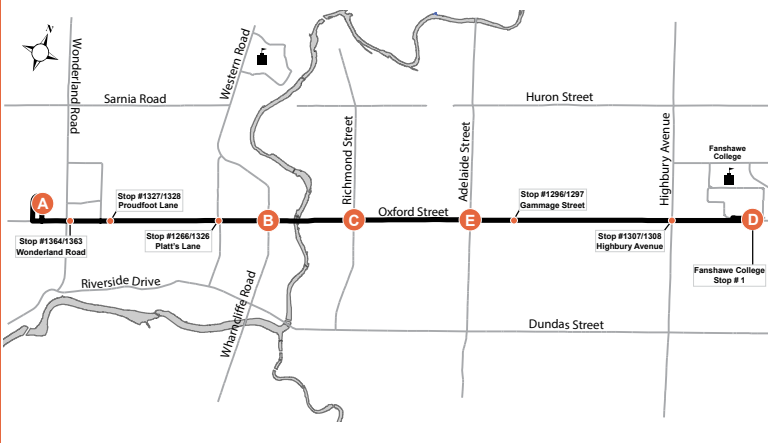 N
Wonderland Road
Western Road
Sarnia Road
Huron Street
Richmond Street
Adelaide Street
Highbury Avenue
Fanshawe
College
A
Stop #1327/1328
Proudfoot Lane
Stop #1296/1297
Gammage Street
Oxford Street
B
C
E
D
Stop #1364/1363
Wonderland Road
Stop #1266/1326
Platt's Lane
Stop #1307/1308
Highbury Avenue
Fanshawe College
Stop # 1
Riverside Drive
Wharncliffe Road
Dundas Street